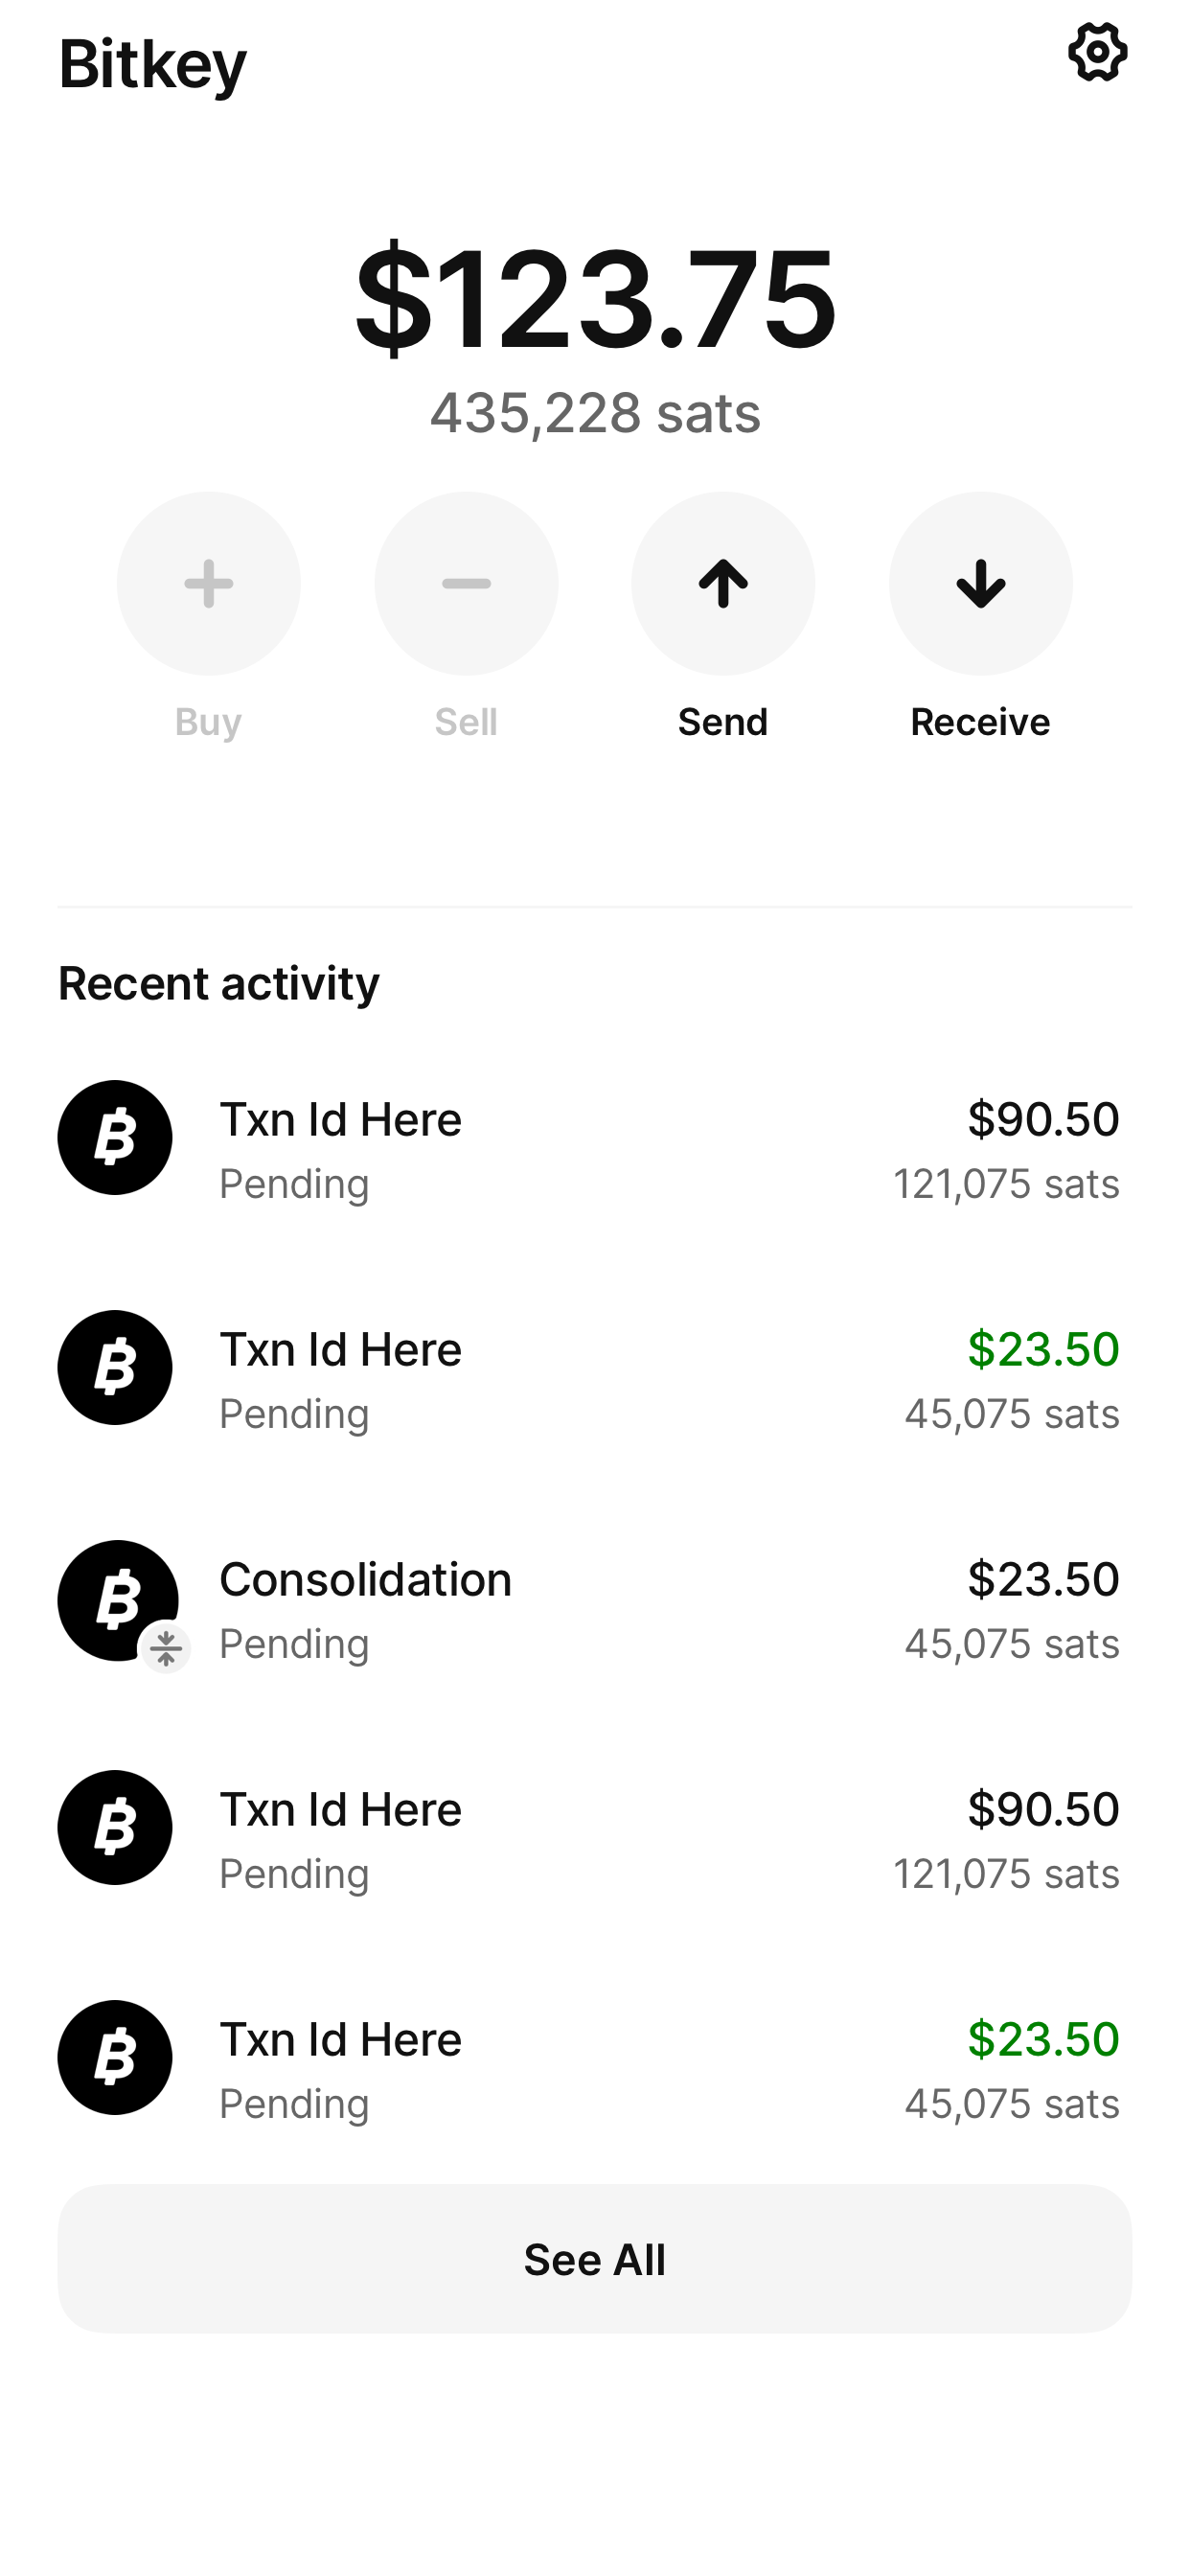 Bitkey
$123.75
435,228 sats
Buy Sell Send Receive
Recent activity
Txn Id Here $90.50
Pending 121,075 sats
Txn Id Here $23.50
Pending 45,075 sats
Consolidation $23.50
Pending 45,075 sats
Txn Id Here $90.50
Pending 121,075 sats
Txn Id Here $23.50
Pending 45,075 sats
See All